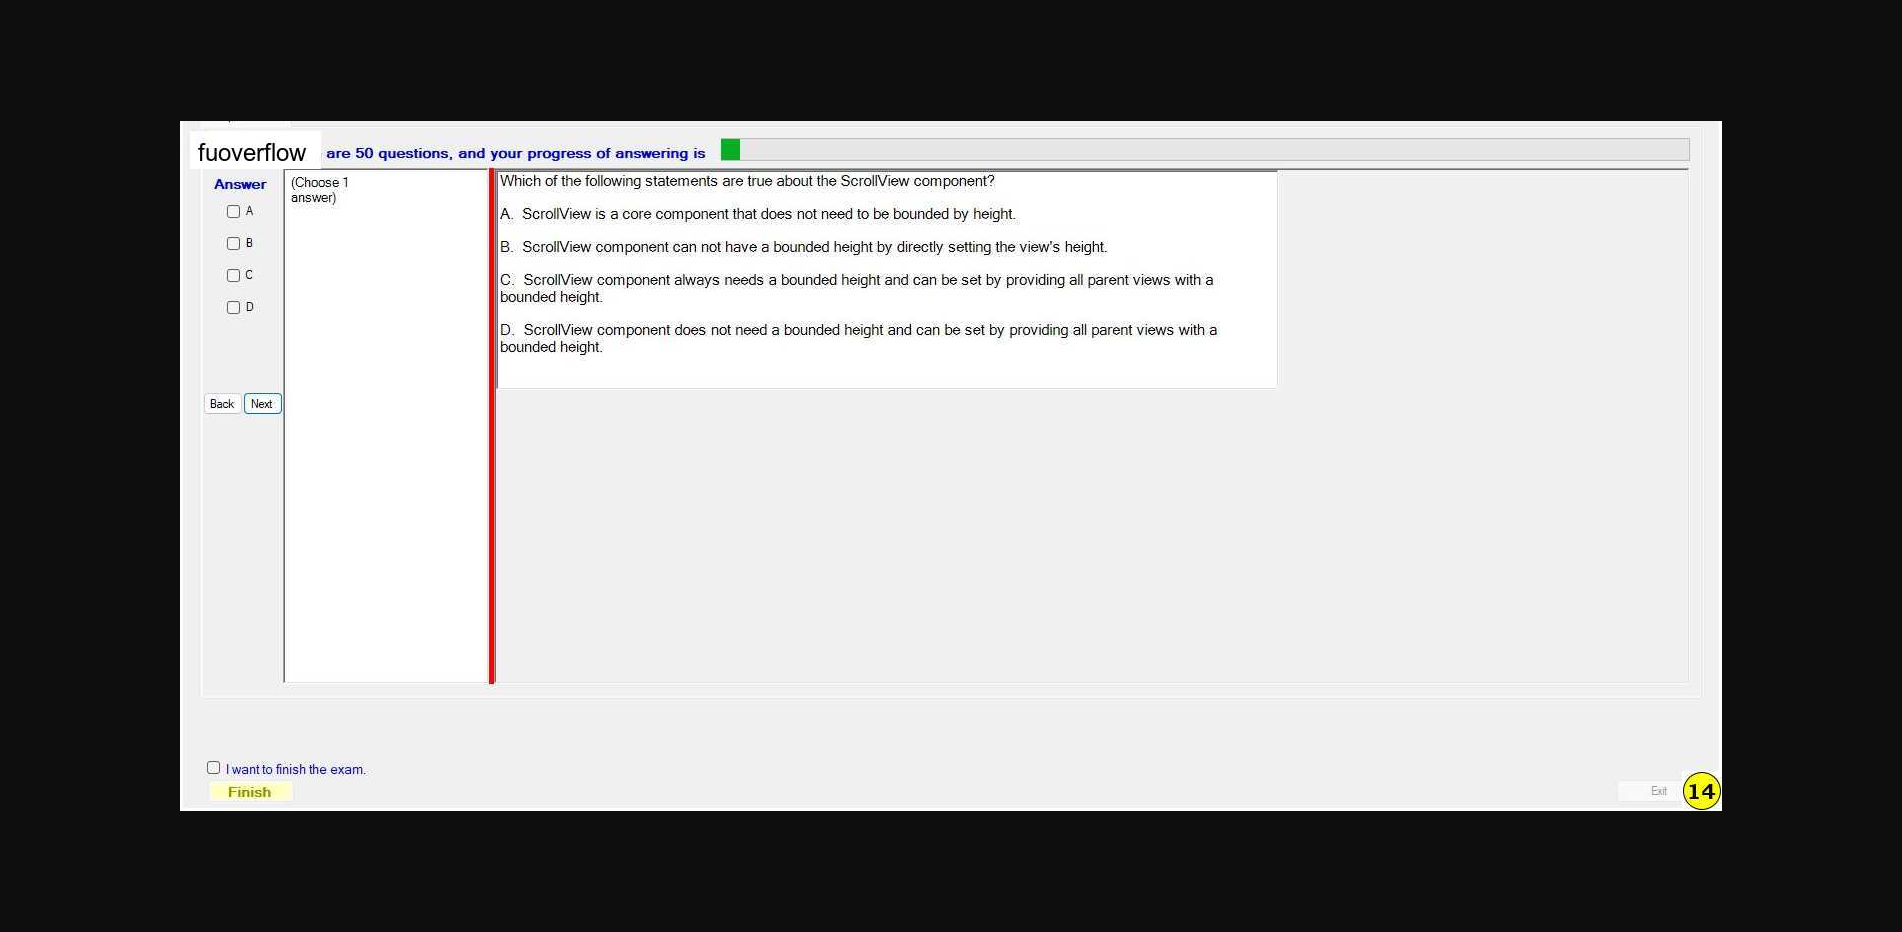 fuoverflow are 50 questions, and your progress of answering is
Answer
A
B
C
D
Back Next
(Choose 1
answer)
Which of the following statements are true about the ScrollView component?
A. ScrollView is a core component that does not need to be bounded by height.
B. ScrollView component can not have a bounded height by directly setting the view's height.
C. ScrollView component always needs a bounded height and can be set by providing all parent views with a
bounded height.
D. ScrollView component does not need a bounded height and can be set by providing all parent views with a
bounded height.
I want to finish the exam.
Finish
Exit
14